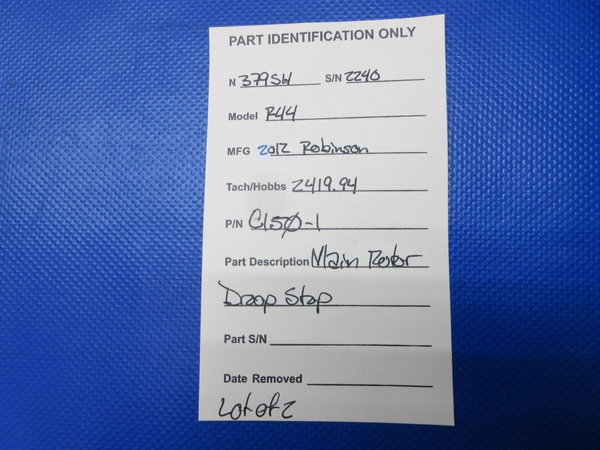 PART IDENTIFICATION ONLY
N 379SH S/N 2240
Model R44
MFG 2012 Robinson
Tach/Hobbs 2419.94
P/N C150-1
Part Description Main Rotor
Droop Stop
Part S/N
Date Removed
Lot of 2